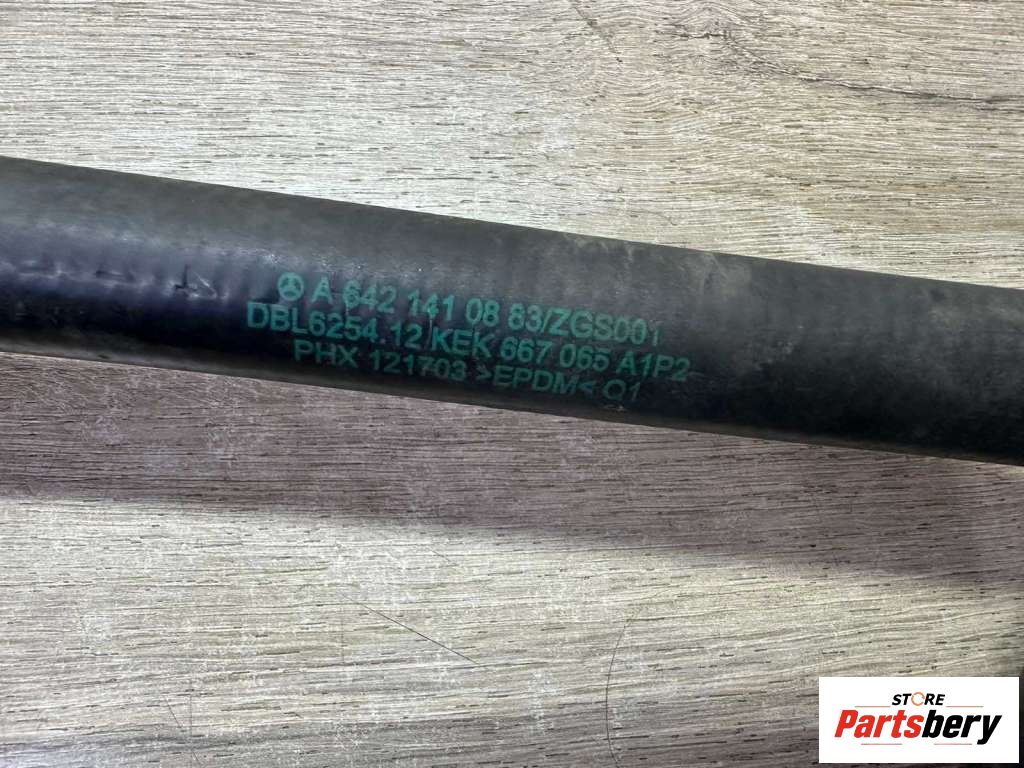 A 642 141 08 83/ZGS001
DBL6254.12 KEK 667 065 A1P2
PHX 121703 >EPDM< Q1
STORE
Partsbery